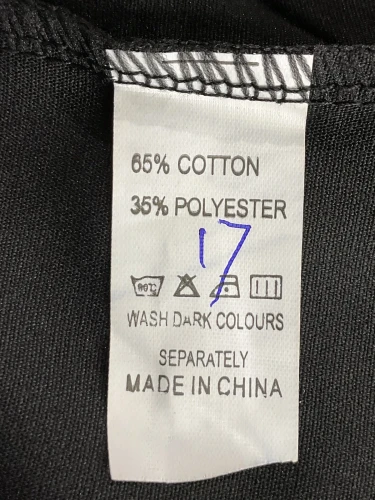 65% COTTON
35% POLYESTER
17
WASH DARK COLOURS
SEPARATELY
MADE IN CHINA